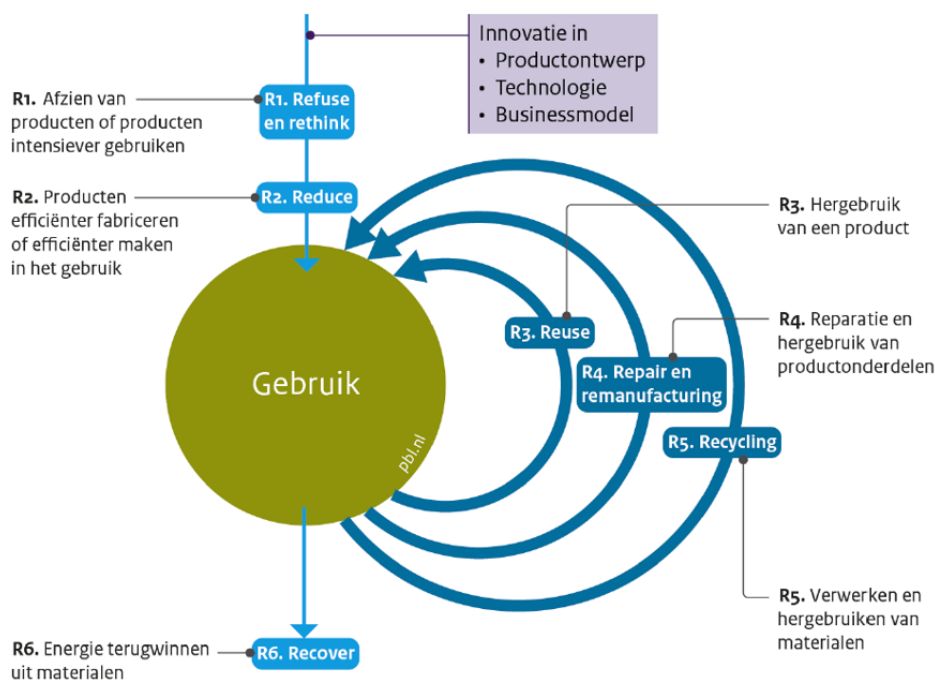 Innovatie in
• Productontwerp
• Technologie
• Businessmodel
R1. Afzien van
producten of producten
intensiever gebruiken
R1. Refuse
en rethink
R2. Producten
efficiënter fabriceren
of efficiënter maken
in het gebruik
R2. Reduce
R3. Hergebruik
van een product
R3. Reuse
R4. Reparatie en
hergebruik van
productonderdelen
R4. Repair en
remanufacturing
Gebruik
pbl.nl
R5. Recycling
R5. Verwerken en
hergebruiken van
materialen
R6. Energie terugwinnen
uit materialen
R6. Recover